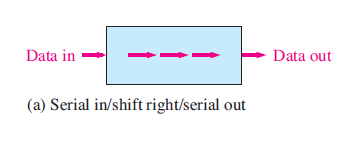 Data in
Data out
(a) Serial in/shift right/serial out